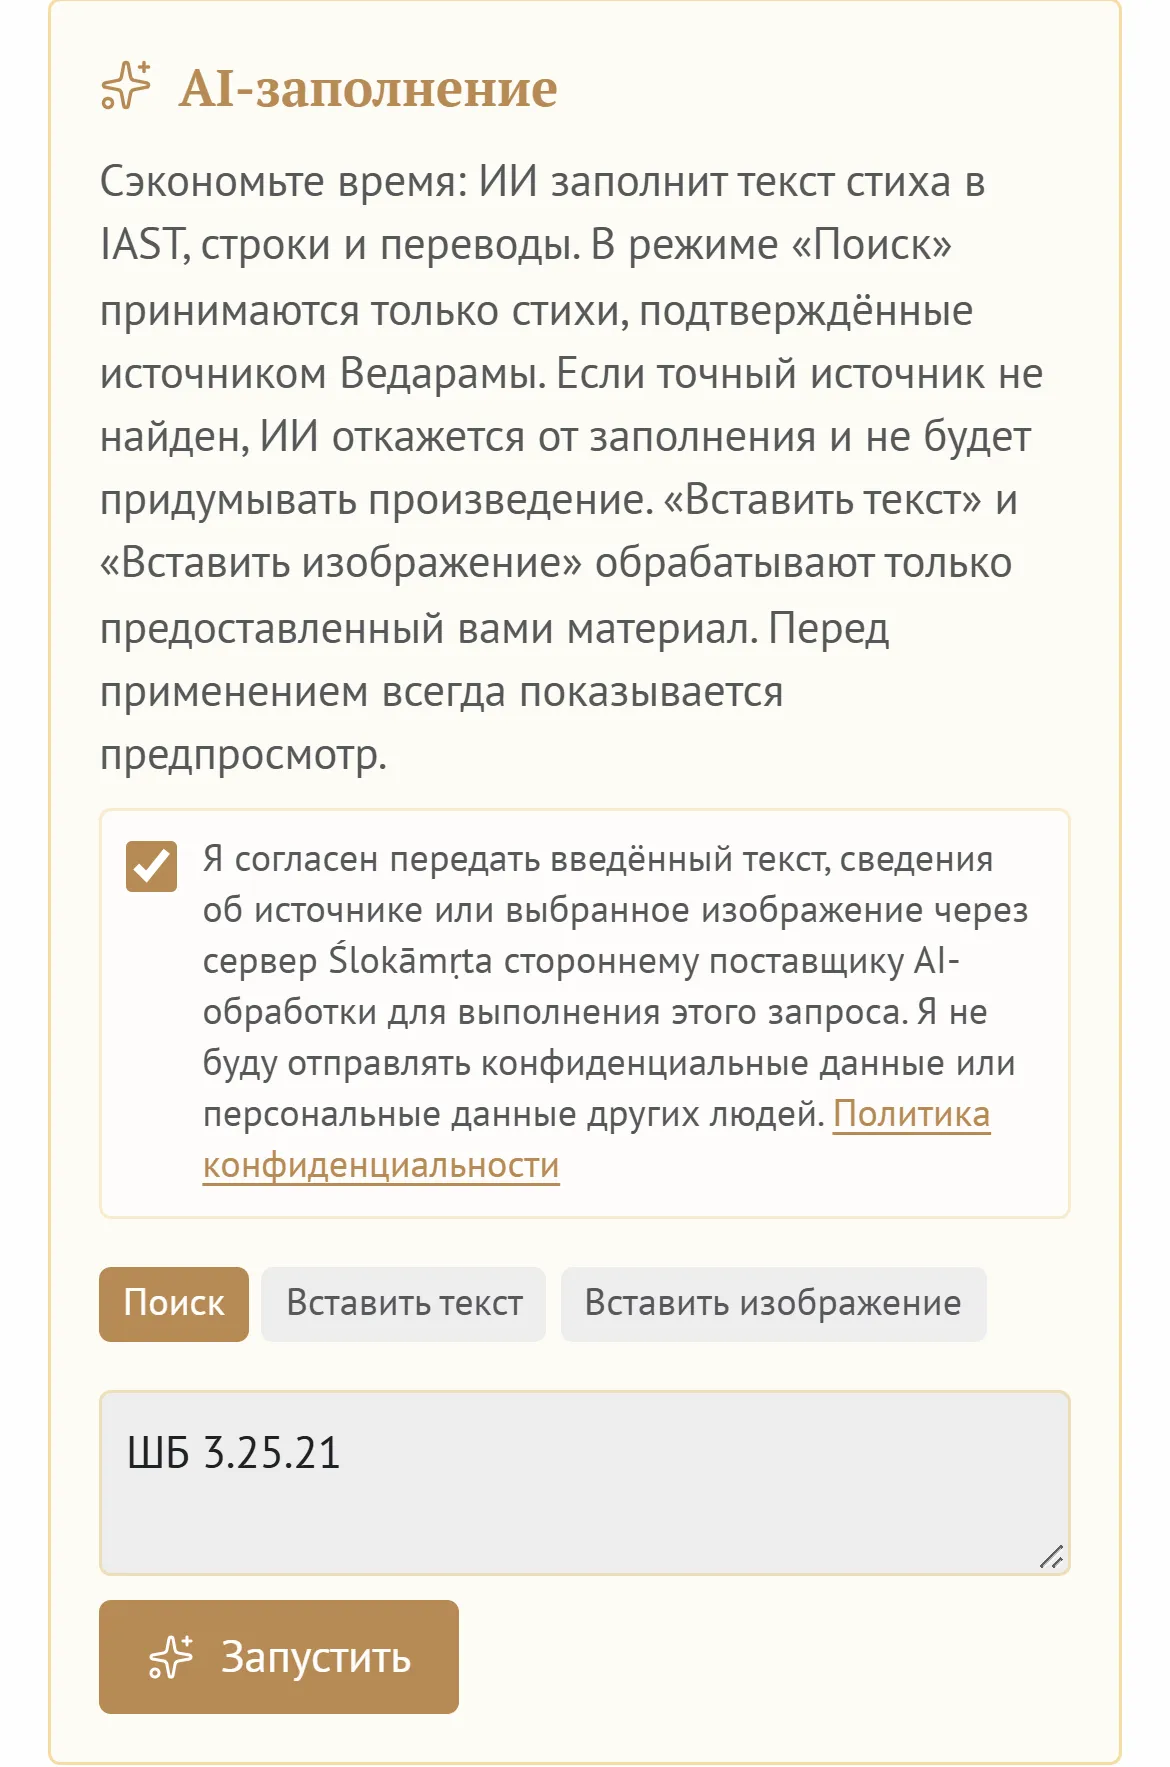 AI-заполнение
Сэкономьте время: ИИ заполнит текст стиха в
IAST, строки и переводы. В режиме «Поиск»
принимаются только стихи, подтверждённые
источником Ведарамы. Если точный источник не
найден, ИИ откажется от заполнения и не будет
придумывать произведение. «Вставить текст» и
«Вставить изображение» обрабатывают только
предоставленный вами материал. Перед
применением всегда показывается
предпросмотр.
Я согласен передать введённый текст, сведения
об источнике или выбранное изображение через
сервер Ślokāmṛta стороннему поставщику AI-
обработки для выполнения этого запроса. Я не
буду отправлять конфиденциальные данные или
персональные данные других людей. Политика
конфиденциальности
Поиск Вставить текст Вставить изображение
ШБ 3.25.21
Запустить